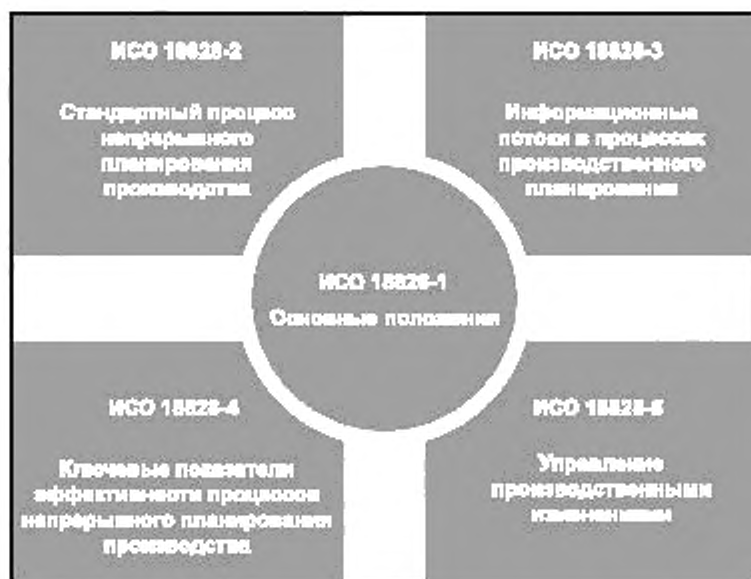 ИСО 18828-2
Стандартный процесс
непрерывного
планирования
производства
ИСО 18828-3
Информационные
потоки в процессах
производственного
планирования
ИСО 18828-1
Основные положения
ИСО 18828-4
Ключевые показатели
эффективности процессов
непрерывного планирования
производства
ИСО 18828-5
Управление
производственными
изменениями